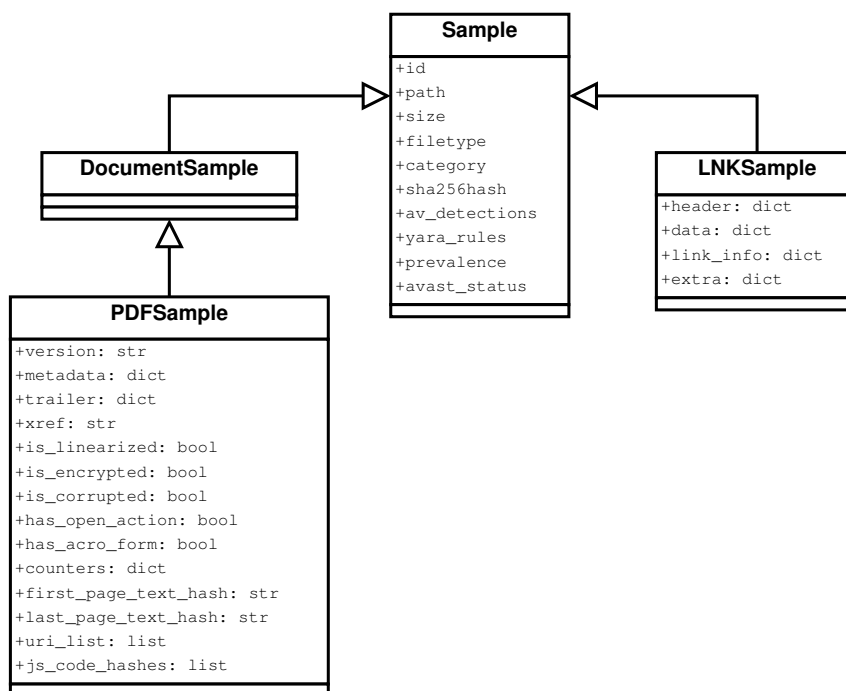 Sample
+id
+path
+size
+filetype
+category
+sha256hash
+av_detections
+yara_rules
+prevalence
+avast_status
DocumentSample
LNKSample
+header: dict
+data: dict
+link_info: dict
+extra: dict
PDFSample
+version: str
+metadata: dict
+trailer: dict
+xref: str
+is_linearized: bool
+is_encrypted: bool
+is_corrupted: bool
+has_open_action: bool
+has_acro_form: bool
+counters: dict
+first_page_text_hash: str
+last_page_text_hash: str
+uri_list: list
+js_code_hashes: list